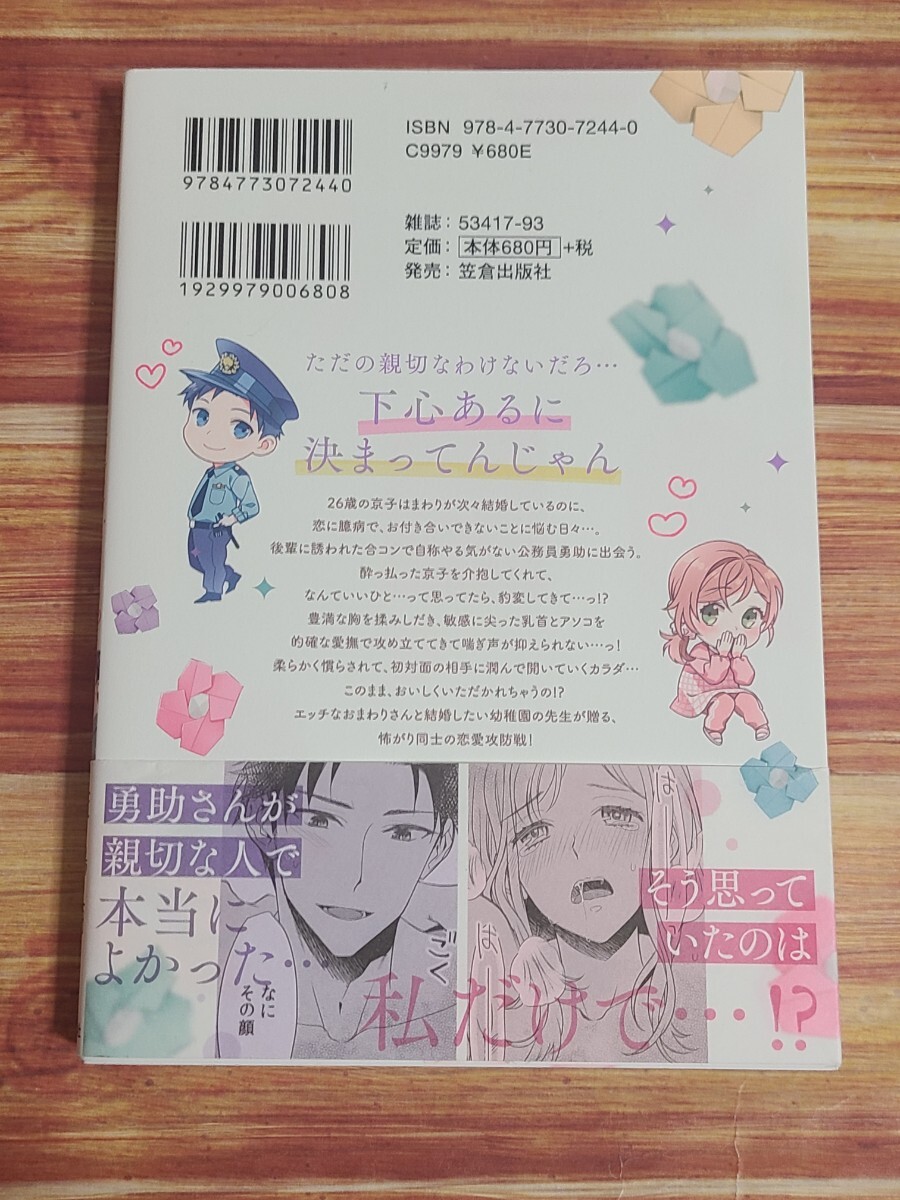 ISBN 978-4-7730-7244-0
C9979 ¥680E
9784773072440
雑誌：53417-93
定価：本体680円+税
発売：笠倉出版社
1929979006808
ただの親切なわけないだろ…
下心あるに
決まってんじゃん
26歳の京子はまわりが次々結婚しているのに、
恋に臆病で、お付き合いできないことに悩む日々…。
後輩に誘われた合コンで自称やる気がない公務員勇助に出会う。
酔っ払った京子を介抱してくれて、
なんていいひと…って思ってたら、豹変してきて…っ!?
豊満な胸を揉みしだき、敏感に尖った乳首とアソコを
的確な愛撫で攻め立ててきて喘ぎ声が抑えられない…っ！
柔らかく慣らされて、初対面の相手に潤んで開いていくカラダ…
このまま、おいしくいただかれちゃうの!?
エッチなおまわりさんと結婚したい幼稚園の先生が贈る、
怖がり同士の恋愛攻防戦！
勇助さんが
親切な人で
本当に
よかった…
なに
その顔
ごく
は
は
そう思って
いたのは
私だけで…!?